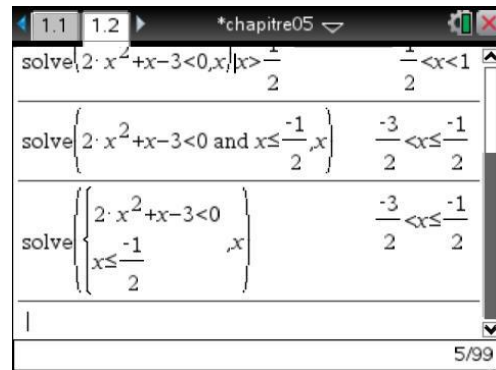 1.1 1.2 *chapitre05
solve(2·x²+x−3<0,x)|x>1/2 1/2<x<1
solve(2·x²+x−3<0 and x≤-1/2,x) -3/2<x≤-1/2
solve({2·x²+x−3<0
x≤-1/2 ,x) -3/2<x≤-1/2
5/99